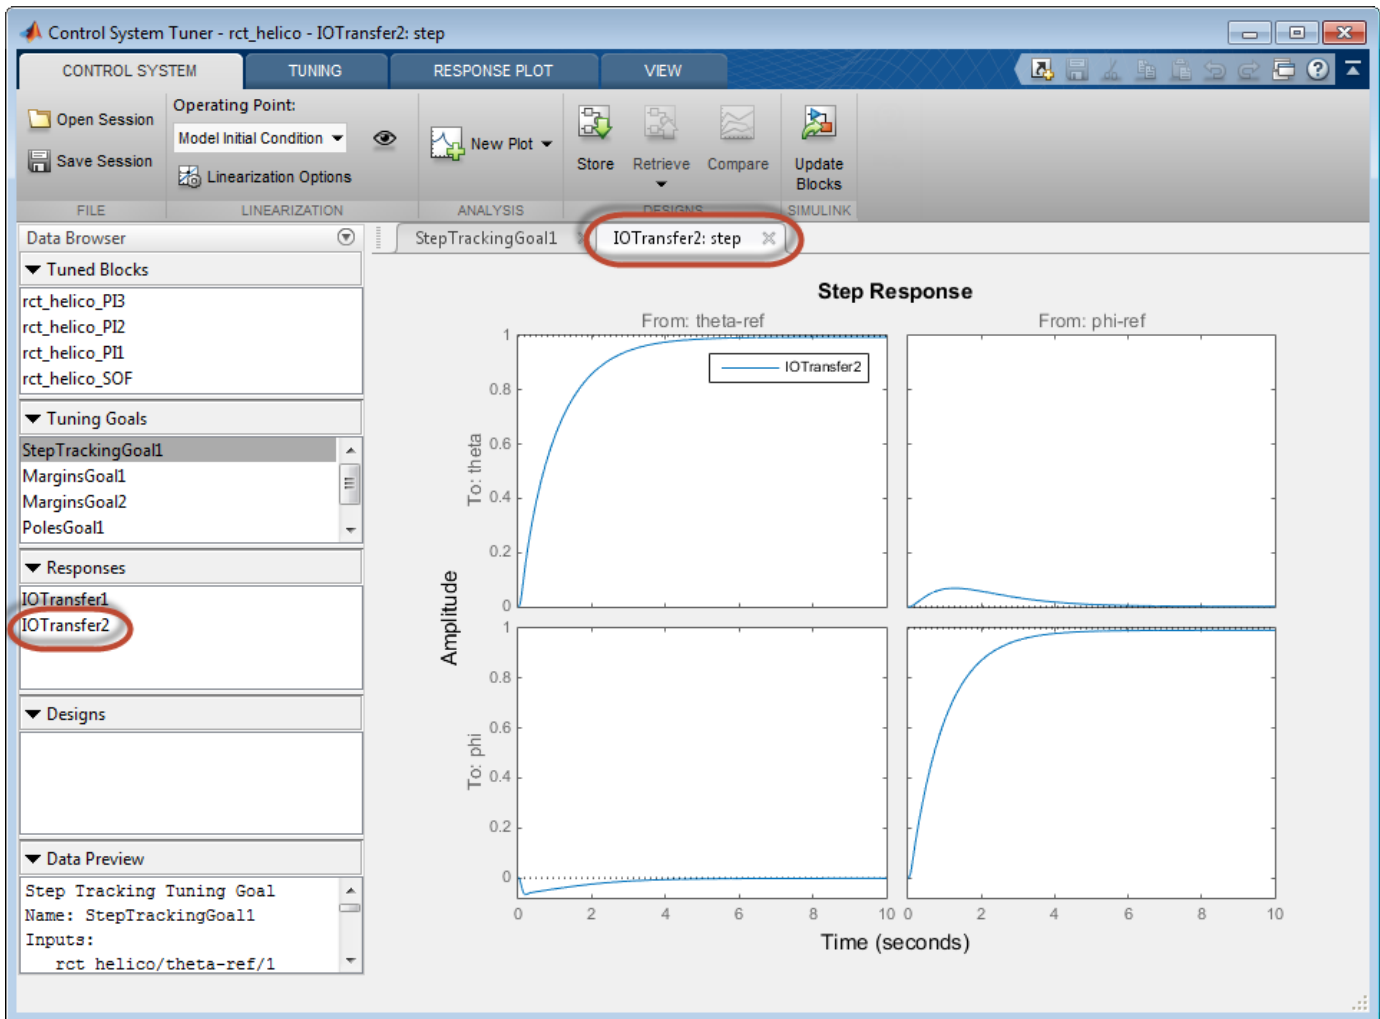 Control System Tuner - rct_helico - IOTransfer2: step
CONTROL SYSTEM TUNING RESPONSE PLOT VIEW
Open Session
Save Session
FILE
Operating Point:
Model Initial Condition
Linearization Options
LINEARIZATION
New Plot
ANALYSIS
Store Retrieve Compare
DESIGNS
Update
Blocks
SIMULINK
Data Browser
Tuned Blocks
rct_helico_PI3
rct_helico_PI2
rct_helico_PI1
rct_helico_SOF
Tuning Goals
StepTrackingGoal1
MarginsGoal1
MarginsGoal2
PolesGoal1
Responses
IOTransfer1
IOTransfer2
Designs
Data Preview
Step Tracking Tuning Goal
Name: StepTrackingGoal1
Inputs:
rct_helico/theta-ref/1
StepTrackingGoal1 IOTransfer2: step
Step Response
From: theta-ref From: phi-ref
IOTransfer2
Amplitude
To: theta
1
0.8
0.6
0.4
0.2
0
To: phi
1
0.8
0.6
0.4
0.2
0
0 2 4 6 8 10 0 2 4 6 8 10
Time (seconds)